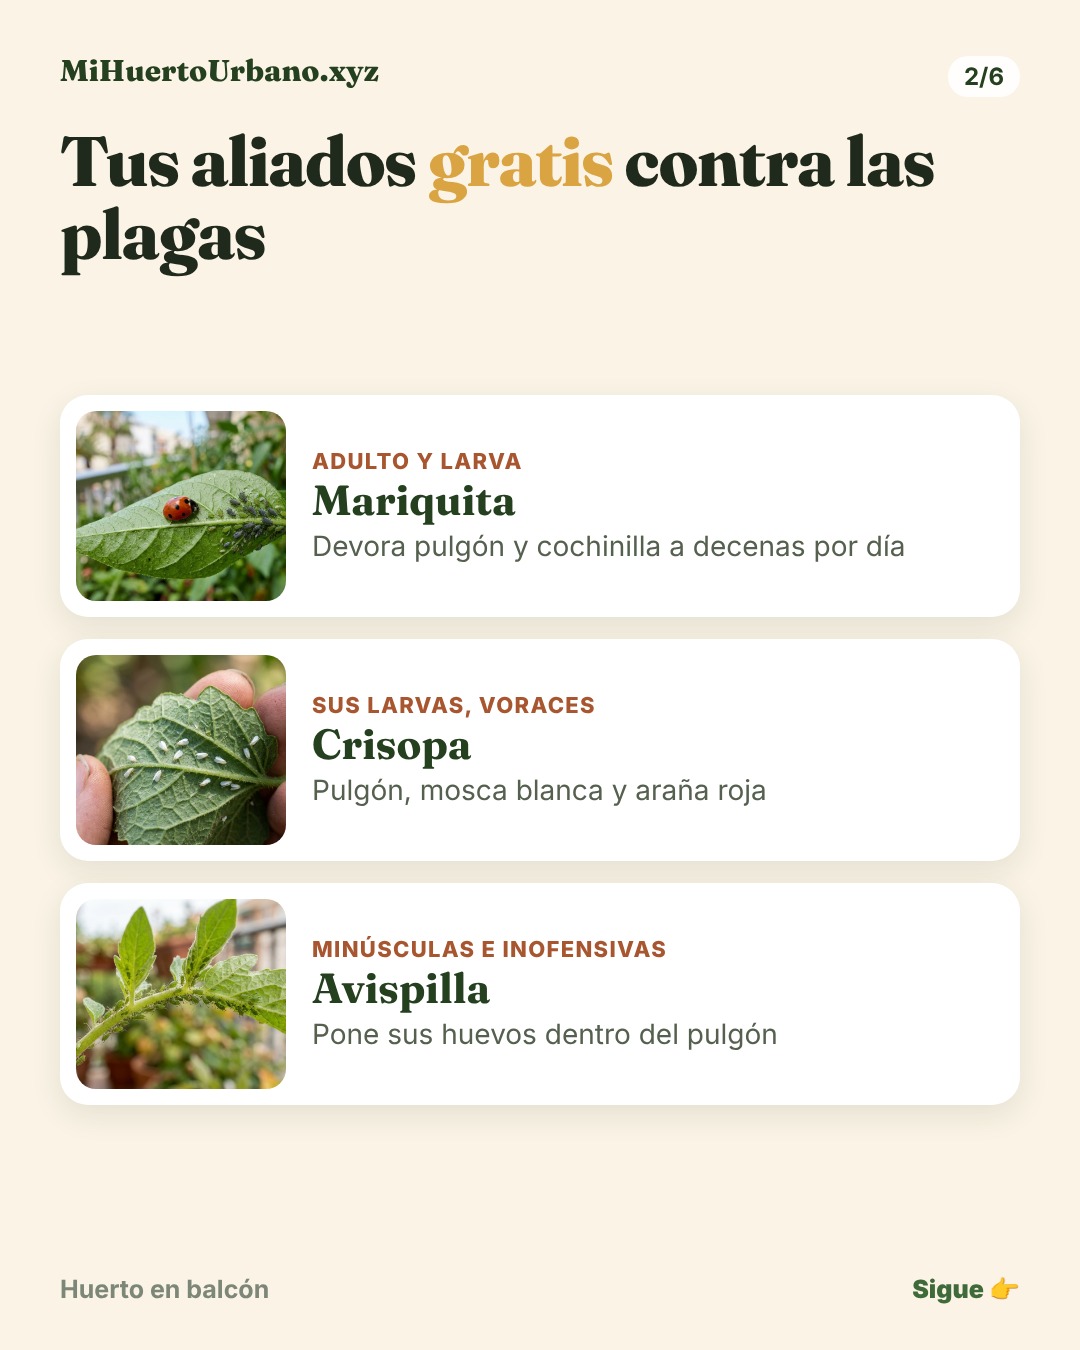 MiHuertoUrbano.xyz
2/6
Tus aliados gratis contra las
plagas
ADULTO Y LARVA
Mariquita
Devora pulgón y cochinilla a decenas por día
SUS LARVAS, VORACES
Crisopa
Pulgón, mosca blanca y araña roja
MINÚSCULAS E INOFENSIVAS
Avispilla
Pone sus huevos dentro del pulgón
Huerto en balcón
Sigue 👉